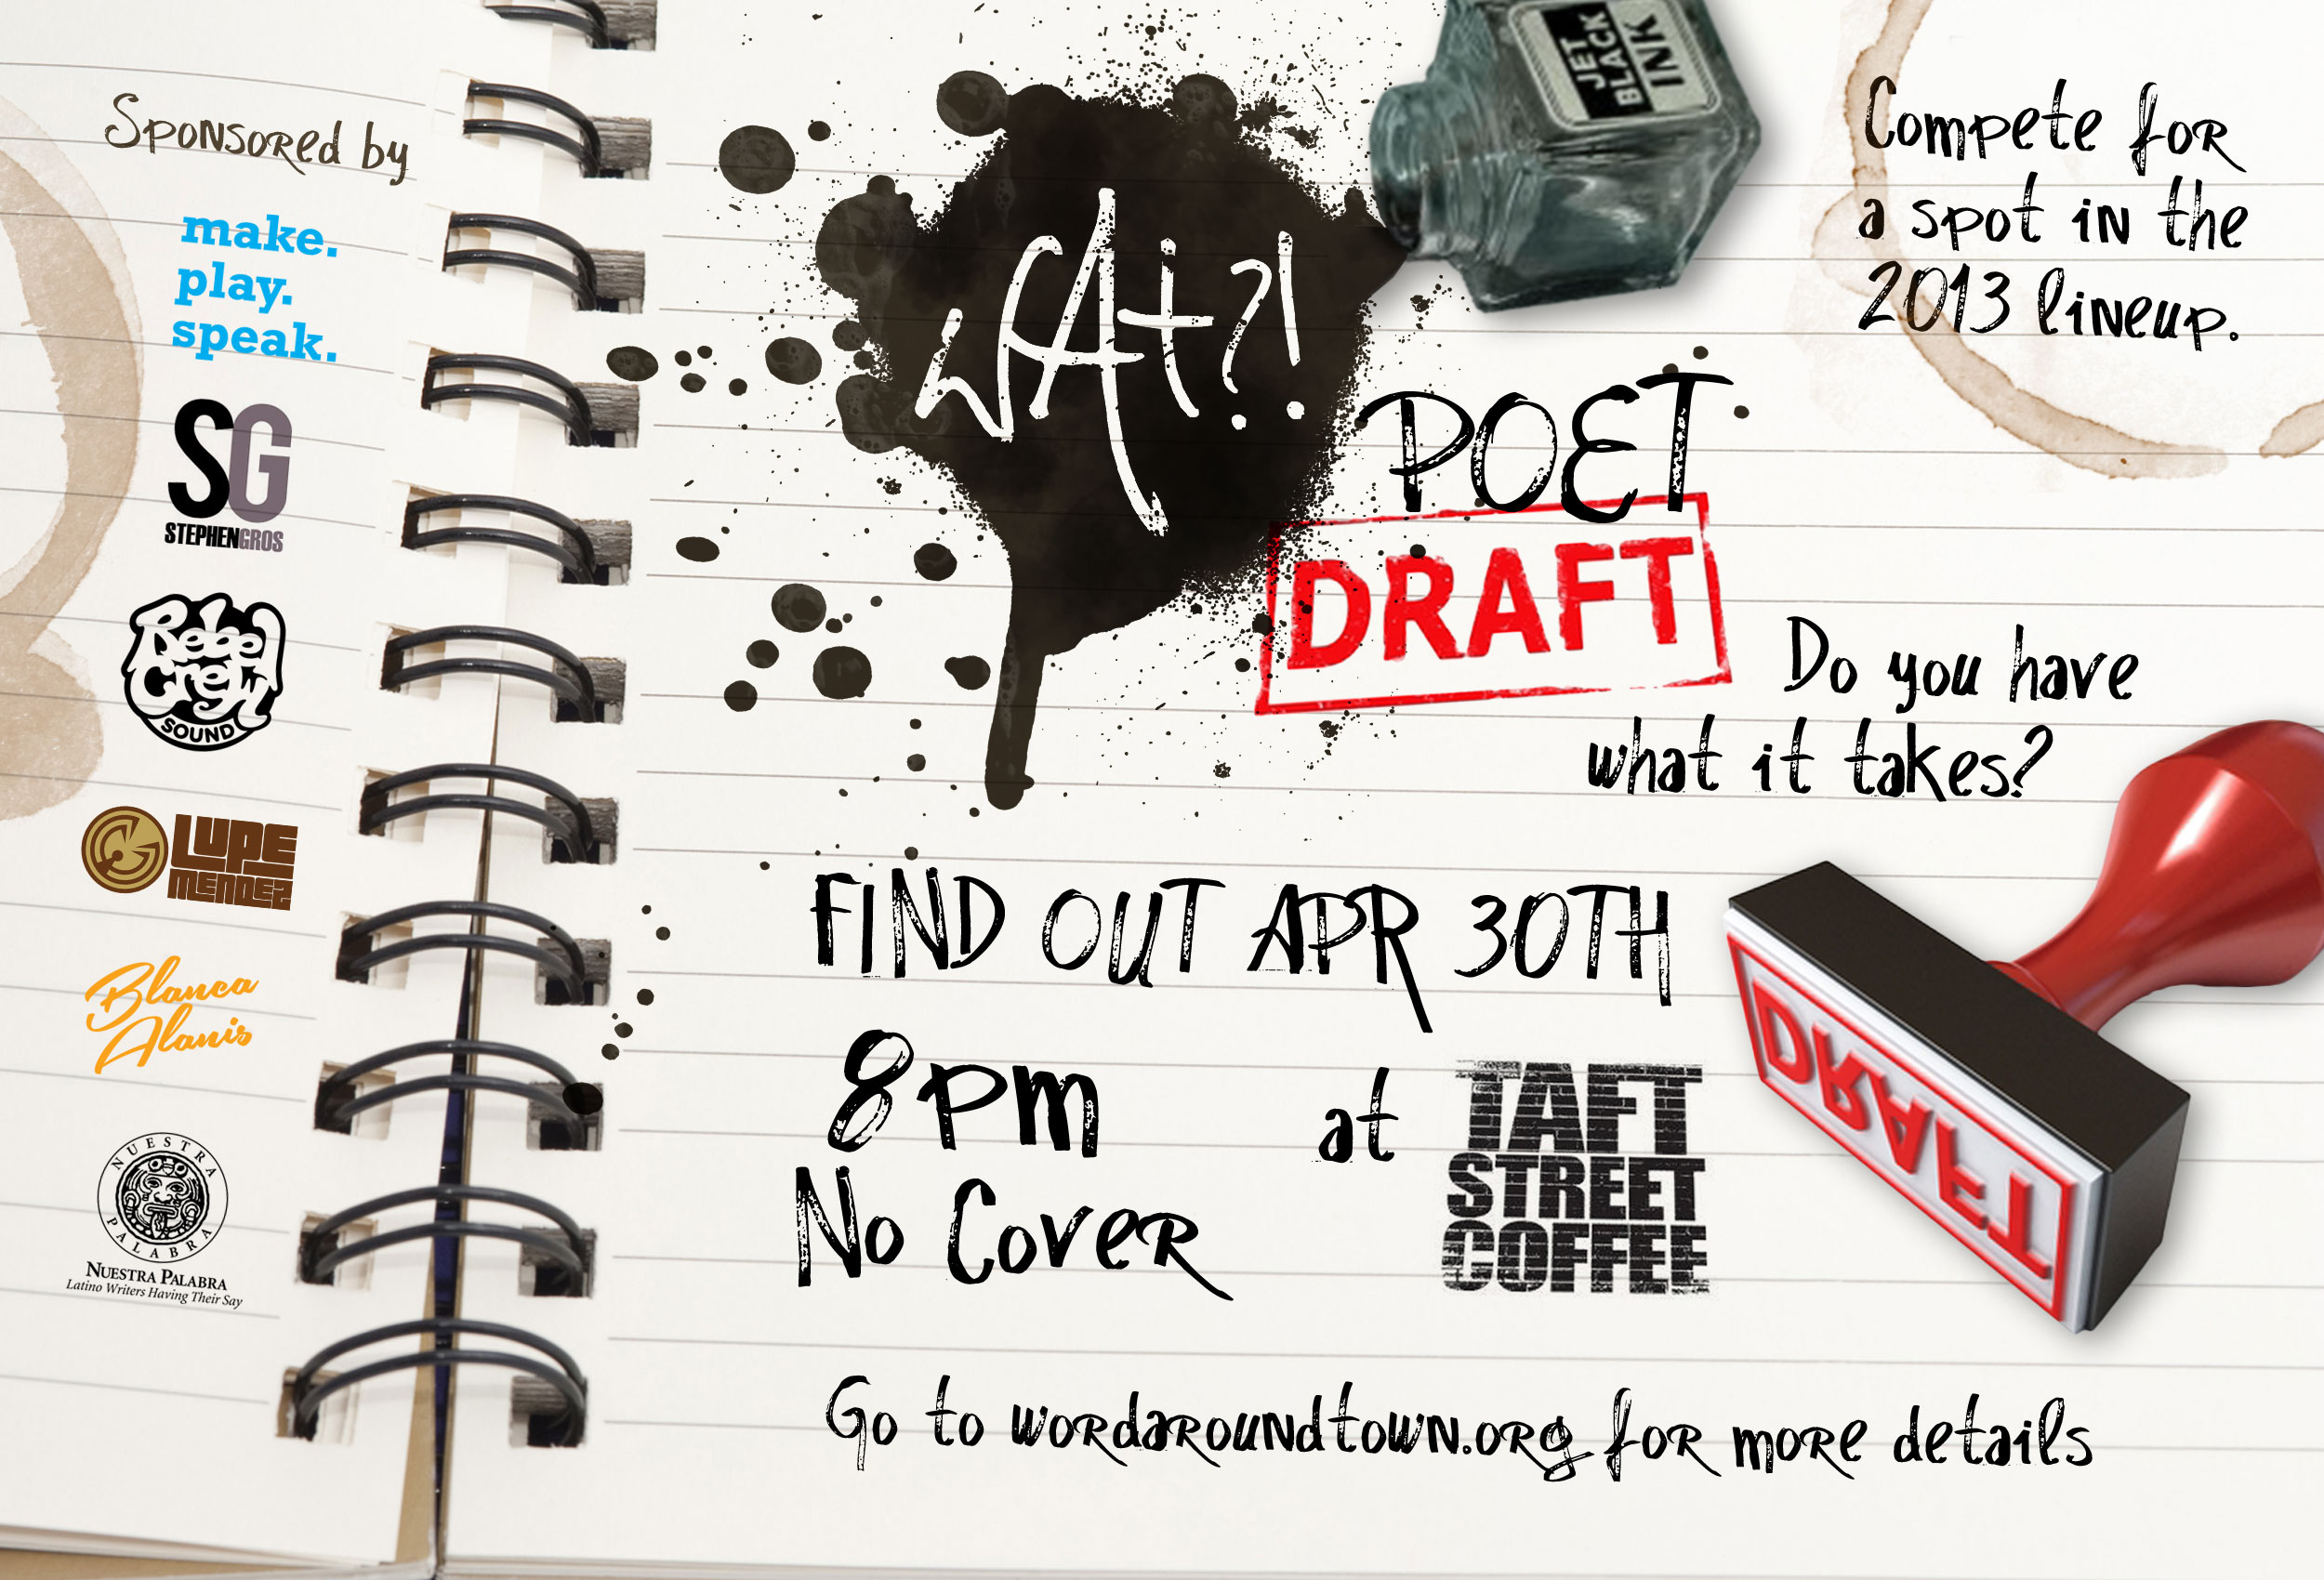 Sponsored by
make.
play.
speak.
SG
STEPHENGROS
Rebel
Crew
SOUND
LUPE
MENDEZ
Blanca
Alanis
NUESTRA
PALABRA
NUESTRA PALABRA
Latino Writers Having Their Say
JET
BLACK
INK
WAt?!
Compete for
a spot in the
2013 lineup.
POET
DRAFT
Do you have
what it takes?
FIND OUT APR 30TH
8pm
at
TAFT
STREET
COFFEE
No Cover
DRAFT
Go to wordaroundtown.org for more details